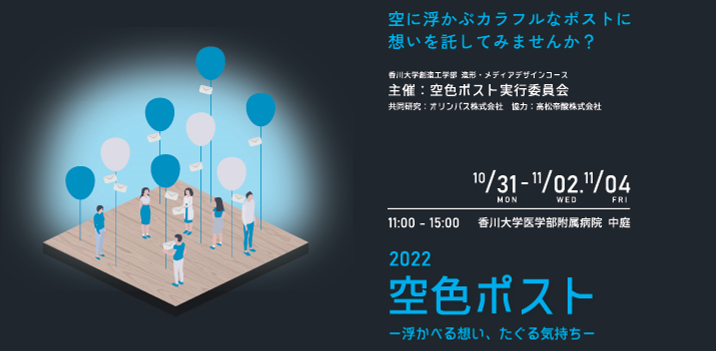 空に浮かぶカラフルなポストに
想いを託してみませんか？
香川大学創造工学部 造形・メディアデザインコース
主催：空色ポスト実行委員会
共同研究：オリンパス株式会社 協力：高松帝酸株式会社
10/31-11/02.11/04
MON WED FRI
11:00 - 15:00 香川大学医学部附属病院 中庭
2022
空色ポスト
ー浮かべる想い、たぐる気持ちー